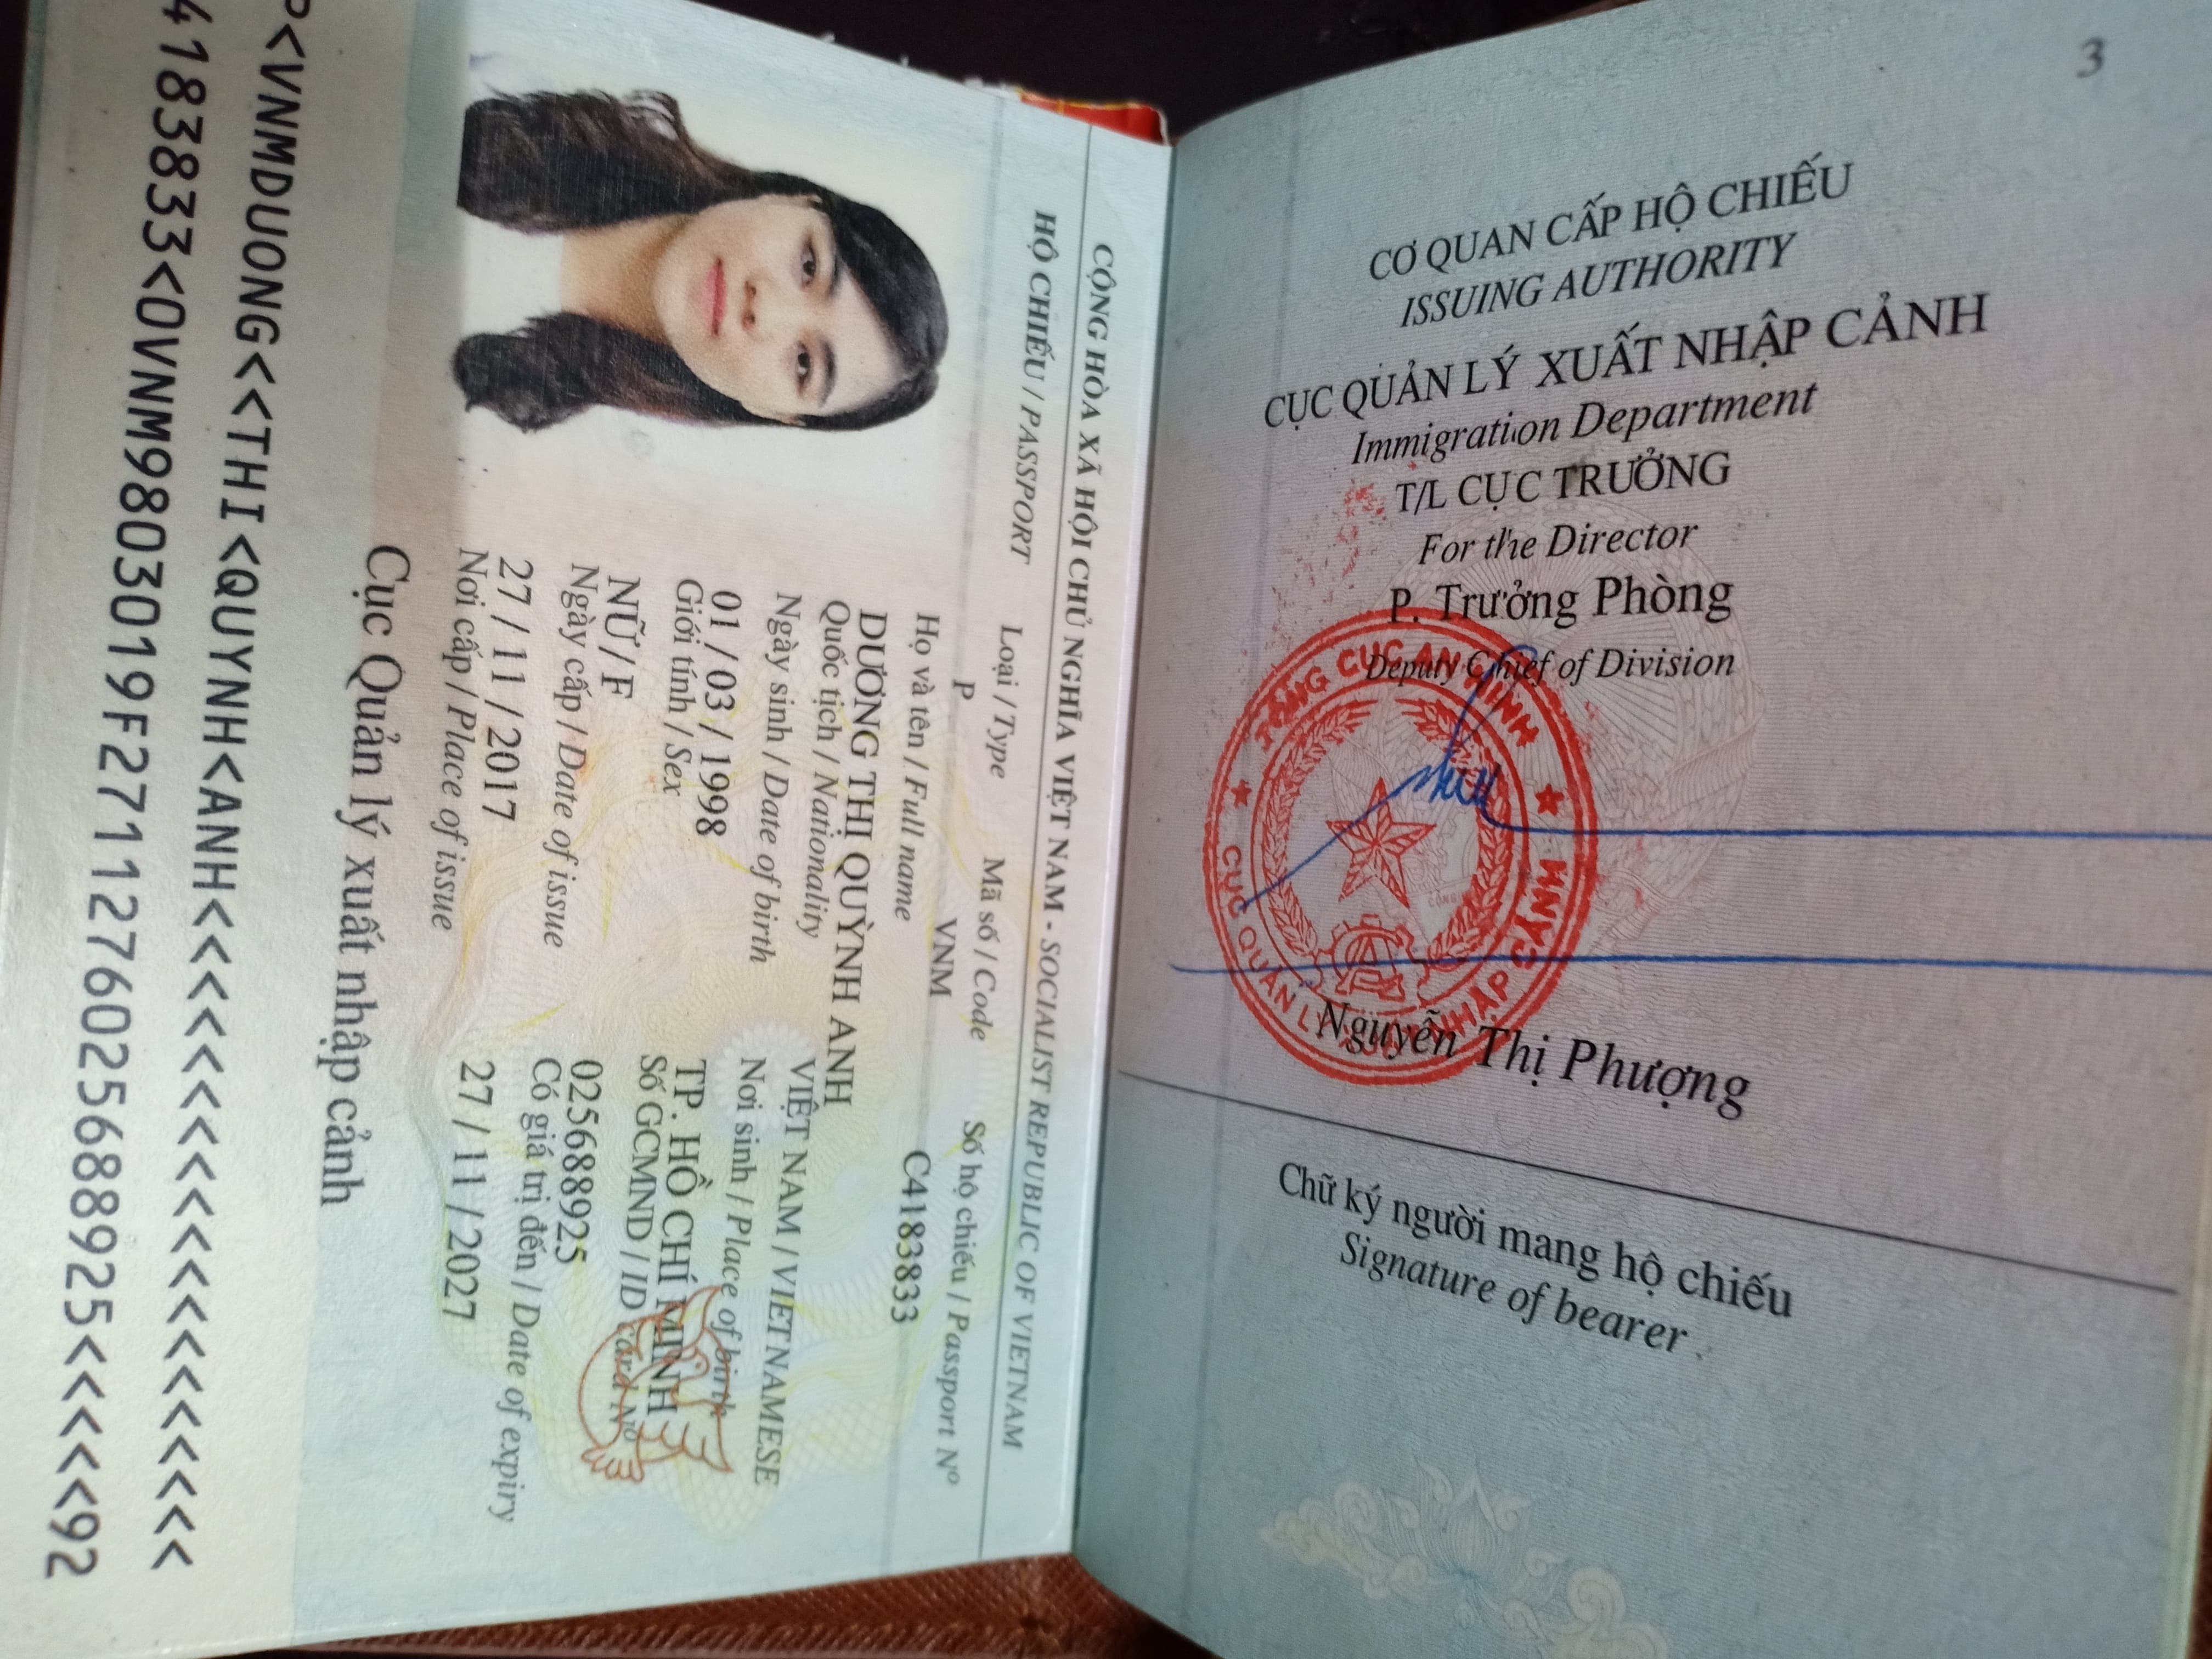 CỘNG HÒA XÃ HỘI CHỦ NGHĨA VIỆT NAM - SOCIALIST REPUBLIC OF VIETNAM
HỘ CHIẾU / PASSPORT
Loại / Type Mã số / Code Số hộ chiếu / Passport Nº
P VNM C4183833
Họ và tên / Full name
DƯƠNG THỊ QUỲNH ANH
Quốc tịch / Nationality
VIỆT NAM / VIETNAMESE
Ngày sinh / Date of birth Nơi sinh / Place of birth
01 / 03 / 1998 TP. HỒ CHÍ MINH
Giới tính / Sex Số GCMND / ID card Nº
NỮ / F 025688925
Ngày cấp / Date of issue Có giá trị đến / Date of expiry
27 / 11 / 2017 27 / 11 / 2027
Nơi cấp / Place of issue
Cục Quản lý xuất nhập cảnh
P<VNMDUONG<<THI<QUYNH<ANH<<<<<<<<<<<<<<<<<<<
4183833<0VNM9803019F2711276025688925<<<<<92
3
CƠ QUAN CẤP HỘ CHIẾU
ISSUING AUTHORITY
CỤC QUẢN LÝ XUẤT NHẬP CẢNH
Immigration Department
T/L CỤC TRƯỞNG
For the Director
P. Trưởng Phòng
Deputy Chief of Division
TỔNG CỤC AN NINH
CỤC QUẢN LÝ XUẤT NHẬP CẢNH
Nguyễn Thị Phượng
Chữ ký người mang hộ chiếu
Signature of bearer